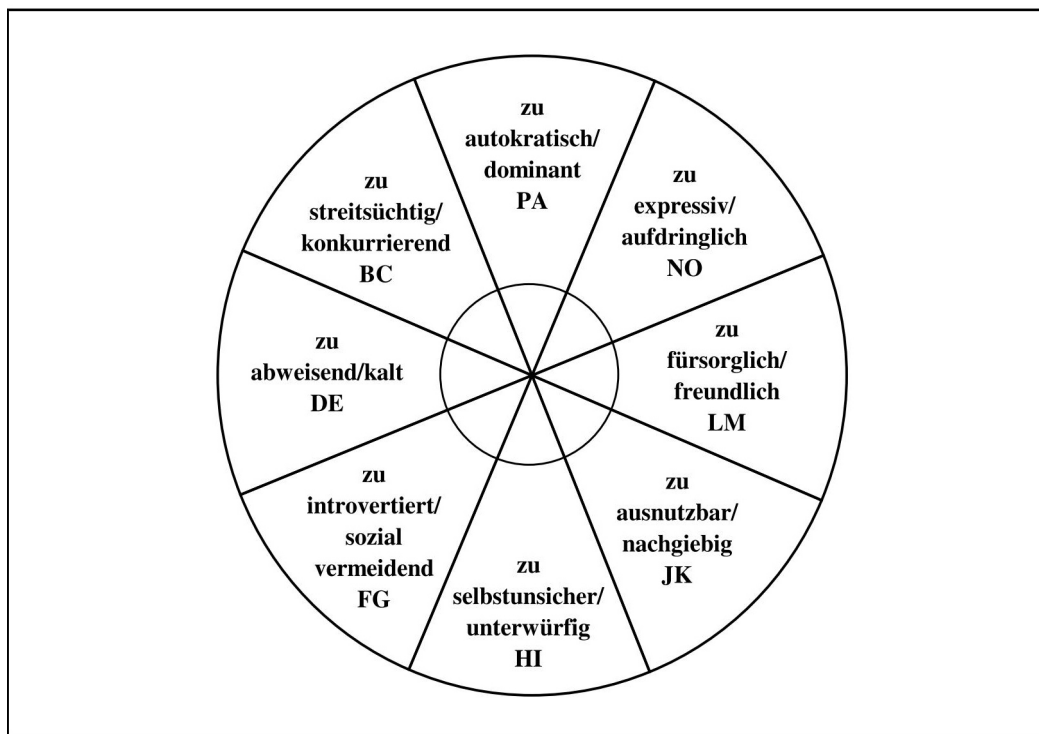 zu
autokratisch/
dominant
PA
zu
expressiv/
aufdringlich
NO
zu
fürsorglich/
freundlich
LM
zu
ausnutzbar/
nachgiebig
JK
zu
selbstunsicher/
unterwürfig
HI
zu
introvertiert/
sozial
vermeidend
FG
zu
abweisend/kalt
DE
zu
streitsüchtig/
konkurrierend
BC